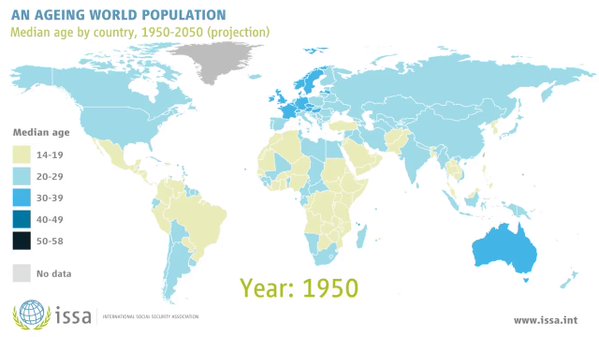 AN AGEING WORLD POPULATION
Median age by country, 1950-2050 (projection)
Median age
14-19
20-29
30-39
40-49
50-58
No data
Year: 1950
issa
INTERNATIONAL SOCIAL SECURITY ASSOCIATION
www.issa.int